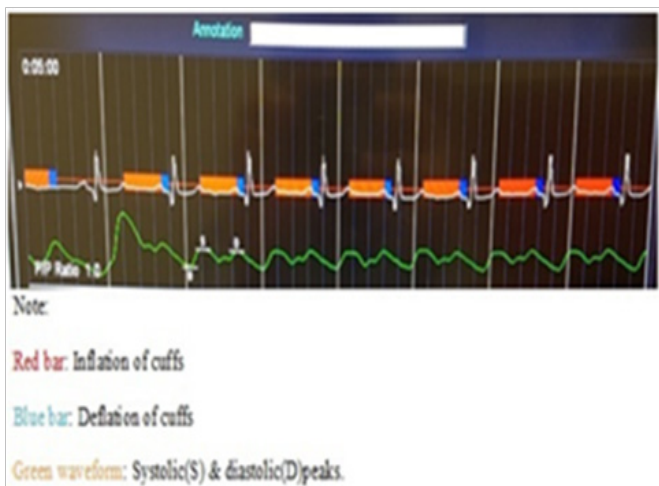 Annotation
0:05:00
P/P Ratio 1.0
Note:
Red bar: Inflation of cuffs
Blue bar: Deflation of cuffs
Green waveform: Systolic(S) & diastolic(D)peaks.